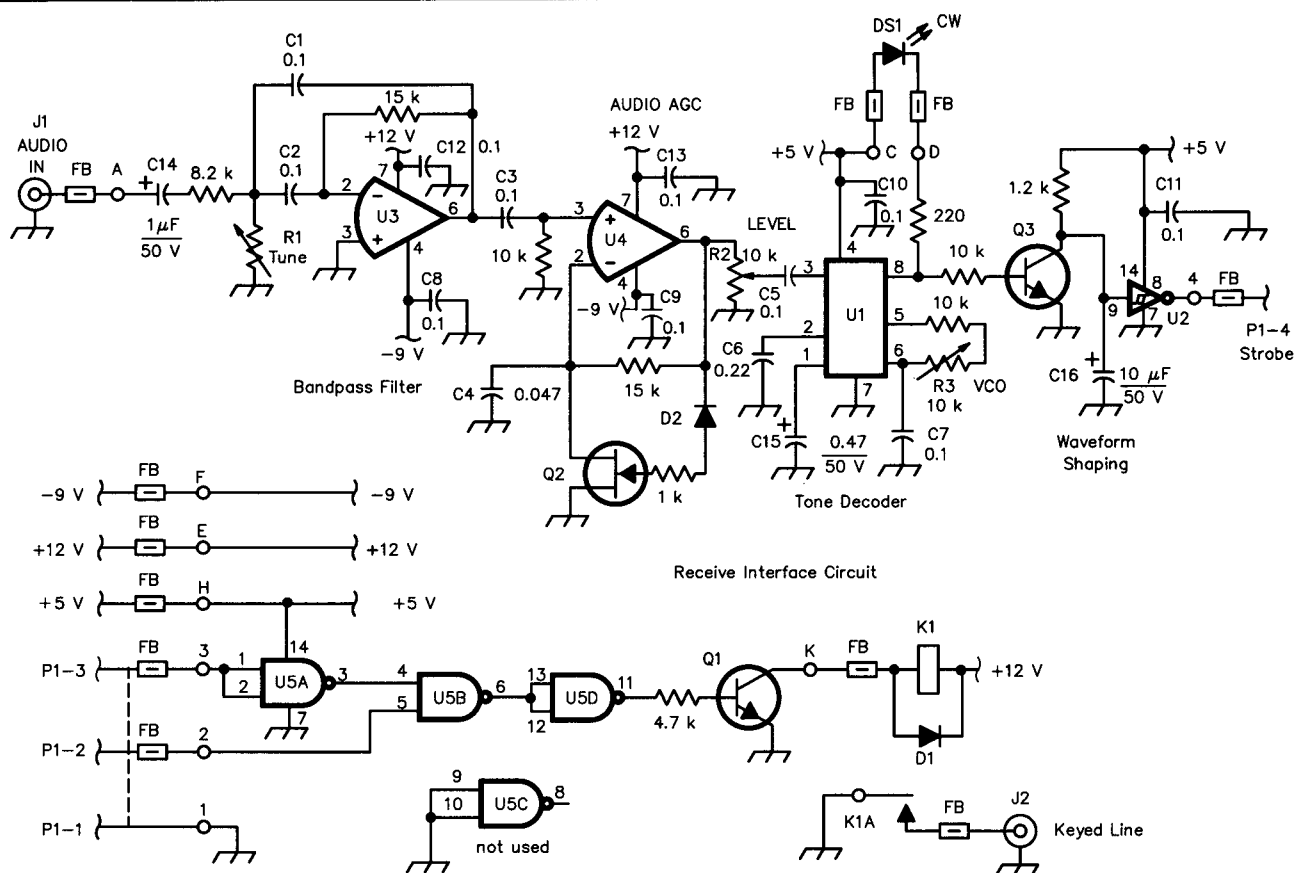 J1
AUDIO
IN
FB
A
C14
+
1 µF
50 V
8.2 k
R1
Tune
C1
0.1
C2
0.1
15 k
+12 V
C12
0.1
7
2
−
U3
3
+
6
4
C8
0.1
−9 V
Bandpass Filter
C3
0.1
10 k
AUDIO AGC
+12 V
C13
0.1
7
3
+
U4
2
−
6
4
−9 V
C9
0.1
C4
0.047
15 k
D2
Q2
1 k
LEVEL
R2
10 k
C5
0.1
C6
0.22
C15
+
0.47
50 V
DS1
CW
FB
FB
+5 V
C
D
C10
0.1
220
4
3
8
U1
2
5
1
6
7
10 k
10 k
R3
10 k
VCO
C7
0.1
Tone Decoder
Q3
1.2 k
+5 V
C11
0.1
14
8
9
7
U2
4
FB
P1-4
Strobe
C16
+
10 µF
50 V
Waveform
Shaping
−9 V
FB
F
−9 V
+12 V
FB
E
+12 V
+5 V
FB
H
+5 V
Receive Interface Circuit
P1-3
FB
3
14
1
2
U5A
3
7
4
5
U5B
6
13
12
U5D
11
4.7 k
Q1
K
FB
K1
+12 V
D1
P1-2
FB
2
P1-1
1
9
10
U5C
8
not used
K1A
FB
J2
Keyed Line